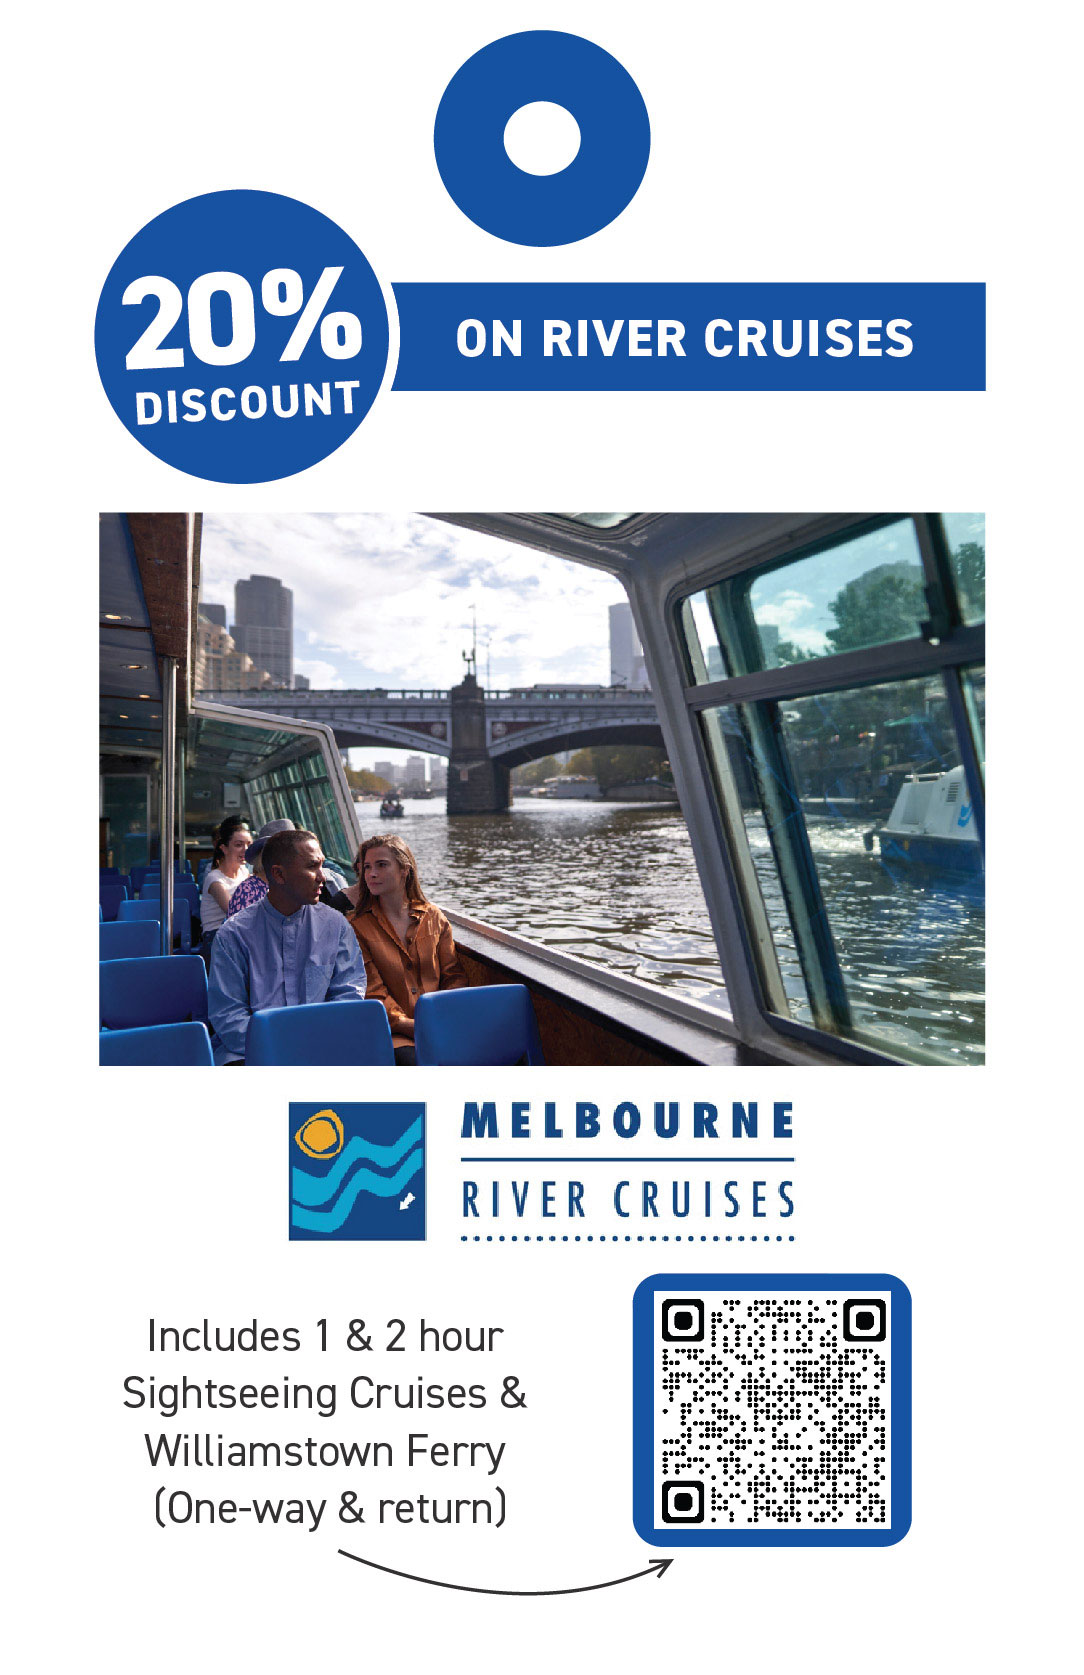 20%
DISCOUNT
ON RIVER CRUISES
MELBOURNE
RIVER CRUISES
Includes 1 & 2 hour
Sightseeing Cruises &
Williamstown Ferry
(One-way & return)